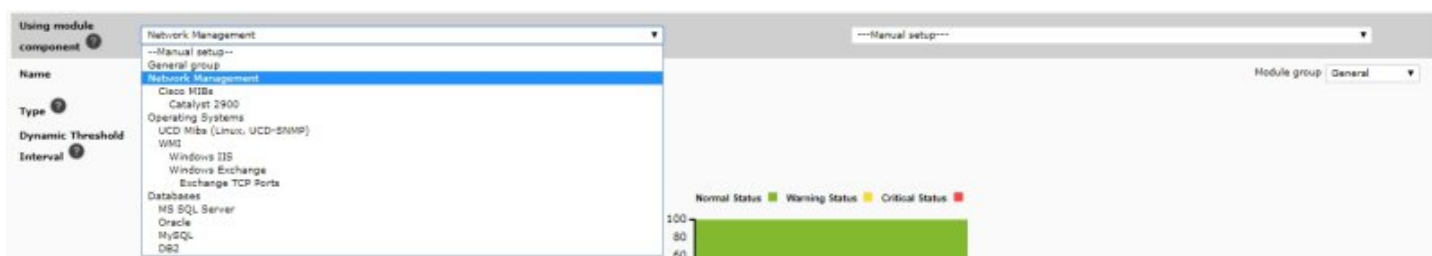 Using module component ?
Network Management
---Manual setup---
--Manual setup--
General group
Network Management
Cisco MIBs
Catalyst 2900
Operating Systems
UCD Mibs (Linux, UCD-SNMP)
WMI
Windows IIS
Windows Exchange
Exchange TCP Ports
Databases
MS SQL Server
Oracle
MySQL
DB2
Name
Module group General
Type ?
Dynamic Threshold
Interval ?
Normal Status Warning Status Critical Status
100
80
60